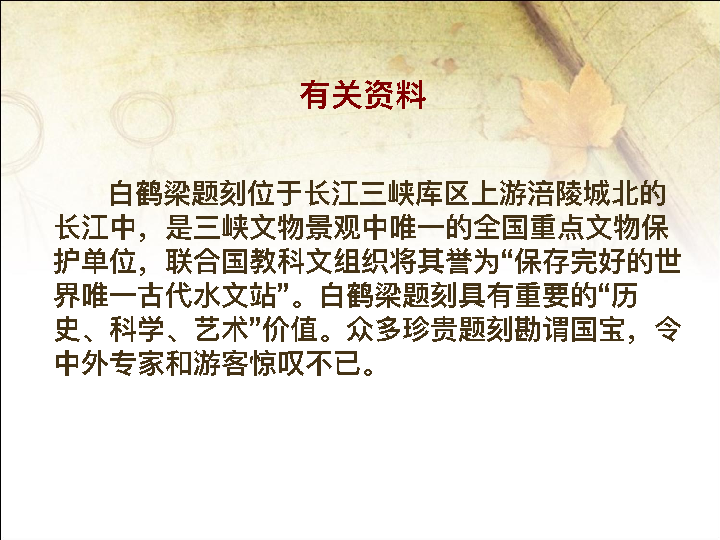 有关资料
白鹤梁题刻位于长江三峡库区上游涪陵城北的
长江中，是三峡文物景观中唯一的全国重点文物保
护单位，联合国教科文组织将其誉为“保存完好的世
界唯一古代水文站”。白鹤梁题刻具有重要的“历
史、科学、艺术”价值。众多珍贵题刻勘谓国宝，令
中外专家和游客惊叹不已。